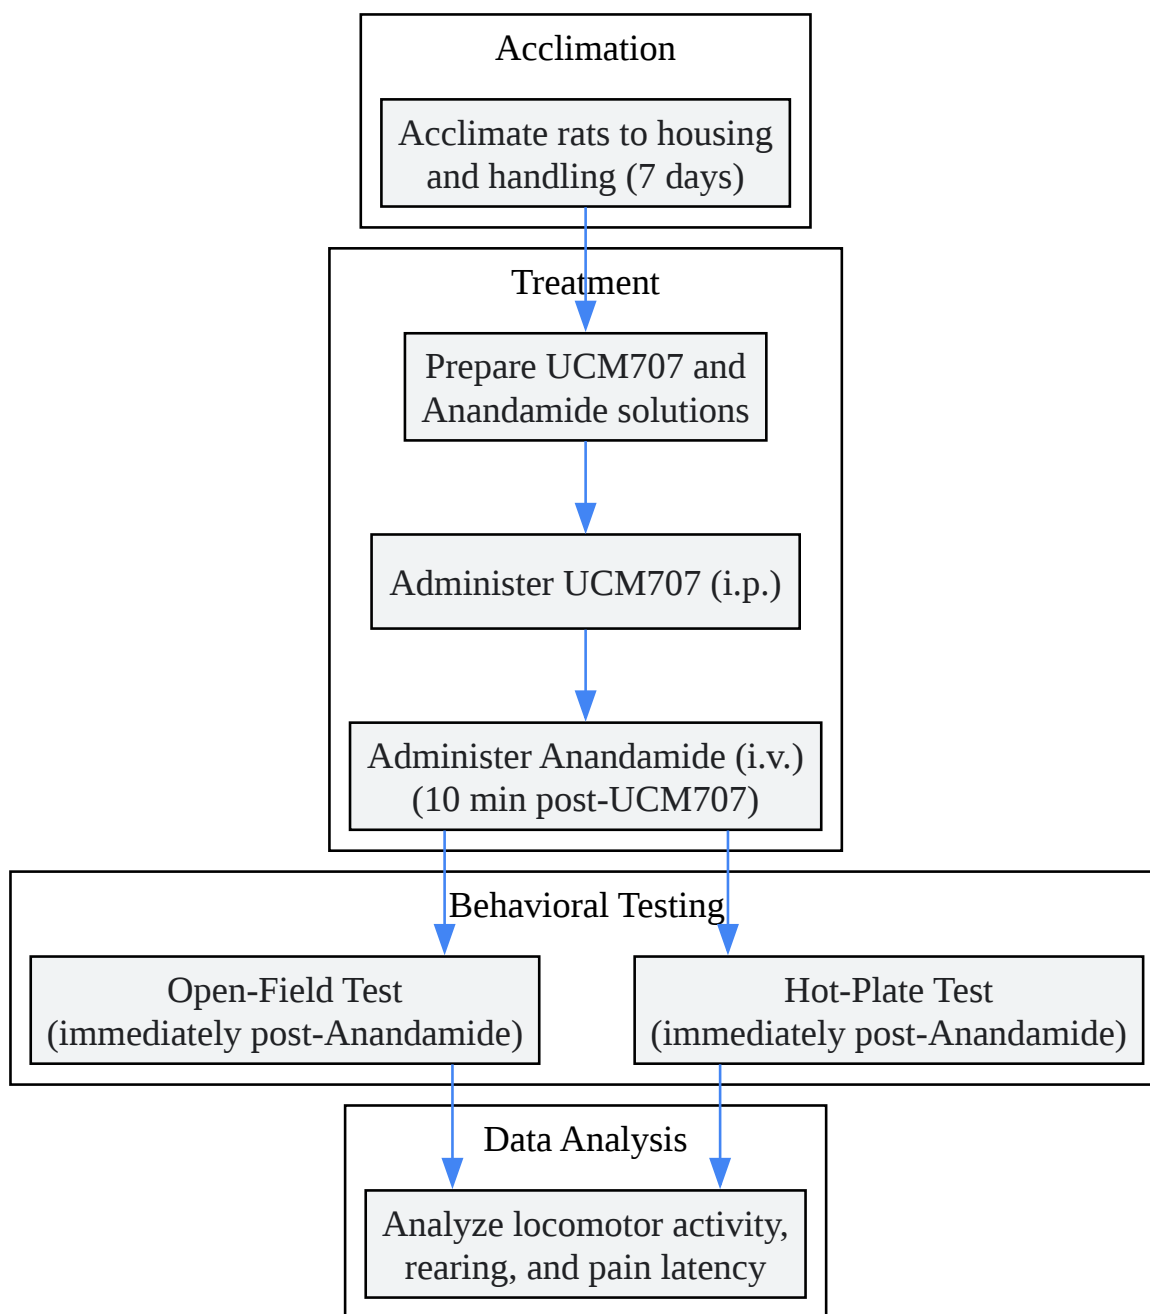 Acclimation
Acclimate rats to housing
and handling (7 days)
Treatment
Prepare UCM707 and
Anandamide solutions
Administer UCM707 (i.p.)
Administer Anandamide (i.v.)
(10 min post-UCM707)
Behavioral Testing
Open-Field Test
(immediately post-Anandamide)
Hot-Plate Test
(immediately post-Anandamide)
Data Analysis
Analyze locomotor activity,
rearing, and pain latency